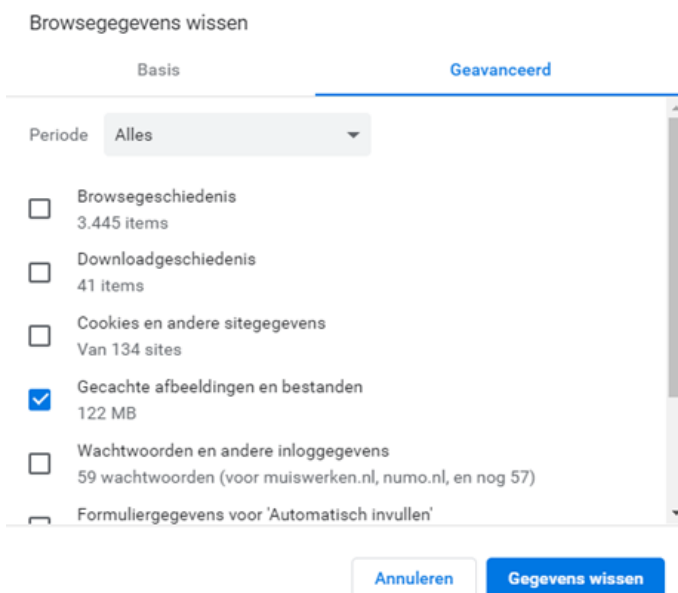 Browsegegevens wissen
Basis
Geavanceerd
Periode
Alles
Browsegeschiedenis
3.445 items
Downloadgeschiedenis
41 items
Cookies en andere sitegegevens
Van 134 sites
Gecachte afbeeldingen en bestanden
122 MB
Wachtwoorden en andere inloggegevens
59 wachtwoorden (voor muiswerken.nl, numo.nl, en nog 57)
Formuliergegevens voor 'Automatisch invullen'
Annuleren
Gegevens wissen